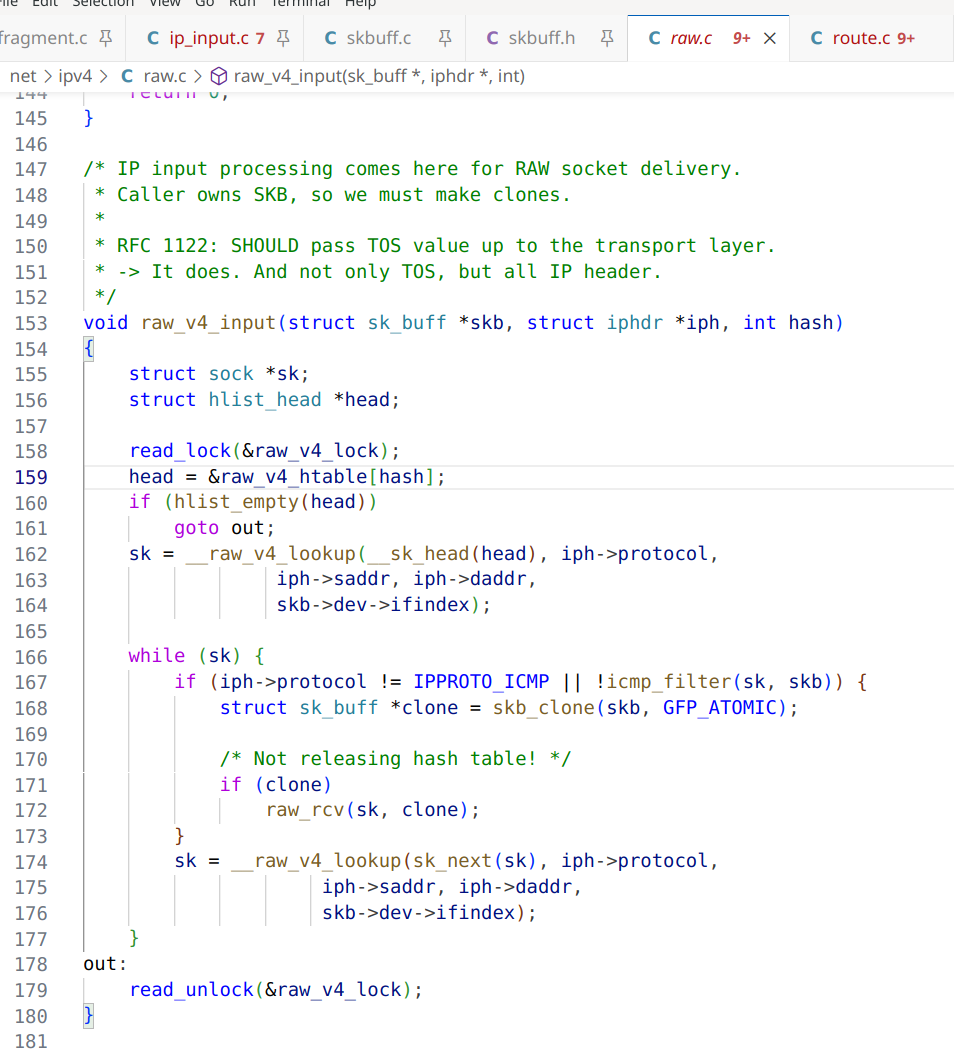 File Edit Selection View Go Run Terminal Help
fragment.c C ip_input.c 7 C skbuff.c C skbuff.h C raw.c 9+ C route.c 9+
net > ipv4 > C raw.c > raw_v4_input(sk_buff *, iphdr *, int)
144 return 0;
145 }
146
147 /* IP input processing comes here for RAW socket delivery.
148 * Caller owns SKB, so we must make clones.
149 *
150 * RFC 1122: SHOULD pass TOS value up to the transport layer.
151 * -> It does. And not only TOS, but all IP header.
152 */
153 void raw_v4_input(struct sk_buff *skb, struct iphdr *iph, int hash)
154 {
155 struct sock *sk;
156 struct hlist_head *head;
157
158 read_lock(&raw_v4_lock);
159 head = &raw_v4_htable[hash];
160 if (hlist_empty(head))
161 goto out;
162 sk = __raw_v4_lookup(__sk_head(head), iph->protocol,
163 iph->saddr, iph->daddr,
164 skb->dev->ifindex);
165
166 while (sk) {
167 if (iph->protocol != IPPROTO_ICMP || !icmp_filter(sk, skb)) {
168 struct sk_buff *clone = skb_clone(skb, GFP_ATOMIC);
169
170 /* Not releasing hash table! */
171 if (clone)
172 raw_rcv(sk, clone);
173 }
174 sk = __raw_v4_lookup(sk_next(sk), iph->protocol,
175 iph->saddr, iph->daddr,
176 skb->dev->ifindex);
177 }
178 out:
179 read_unlock(&raw_v4_lock);
180 }
181